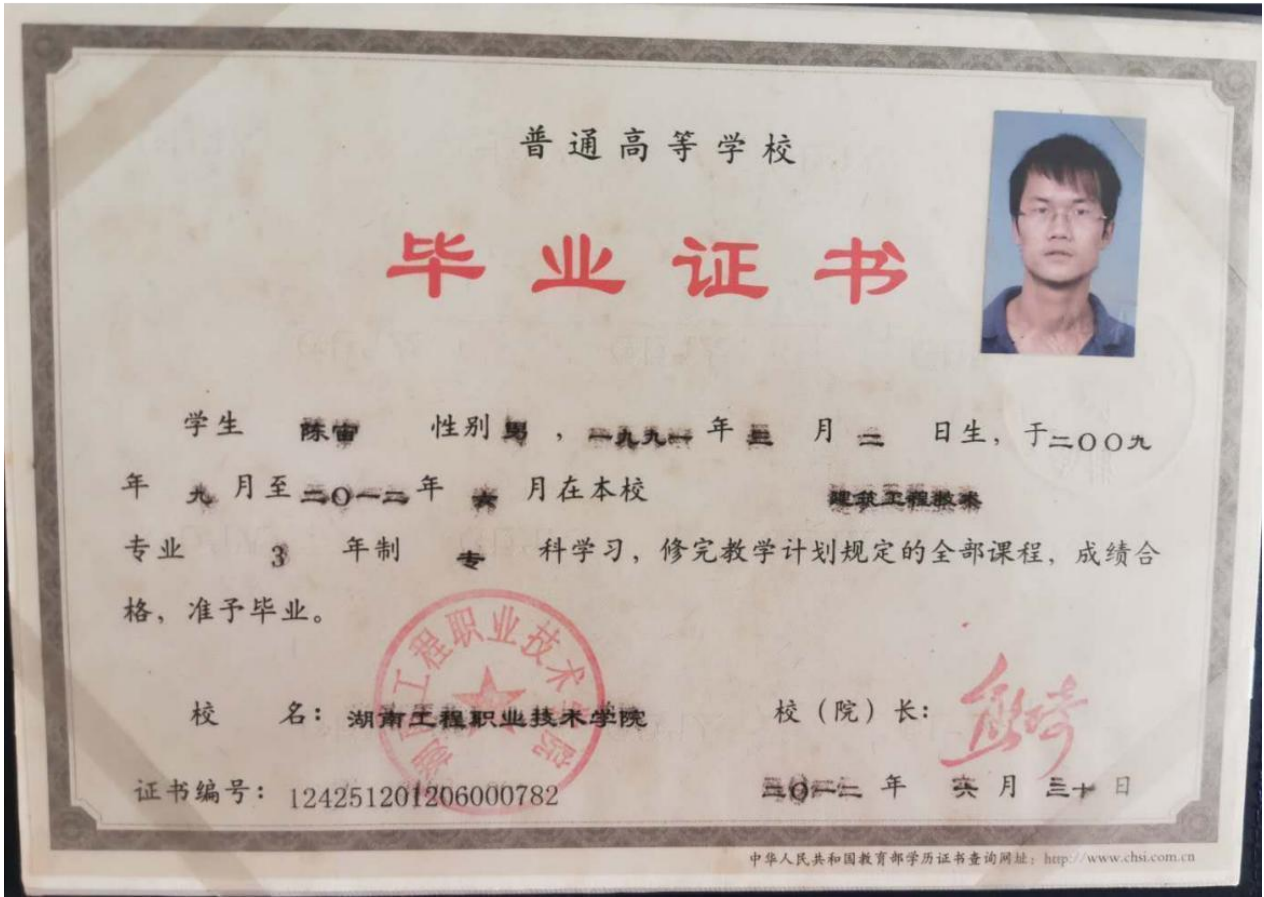 普通高等学校
毕业证书
学生 陈宙 性别 男 ，一九九一 年 三 月 二 日生，于二〇〇九
年 九 月至 二〇一二 年 六 月在本校 建筑工程技术
专业 3 年制 专 科学习，修完教学计划规定的全部课程，成绩合
格，准予毕业。
湖南工程职业技术学院
校 名：湖南工程职业技术学院 校（院）长：
证书编号：124251201206000782 二〇一二 年 六 月 三十 日
中华人民共和国教育部学历证书查询网址：http://www.chsi.com.cn